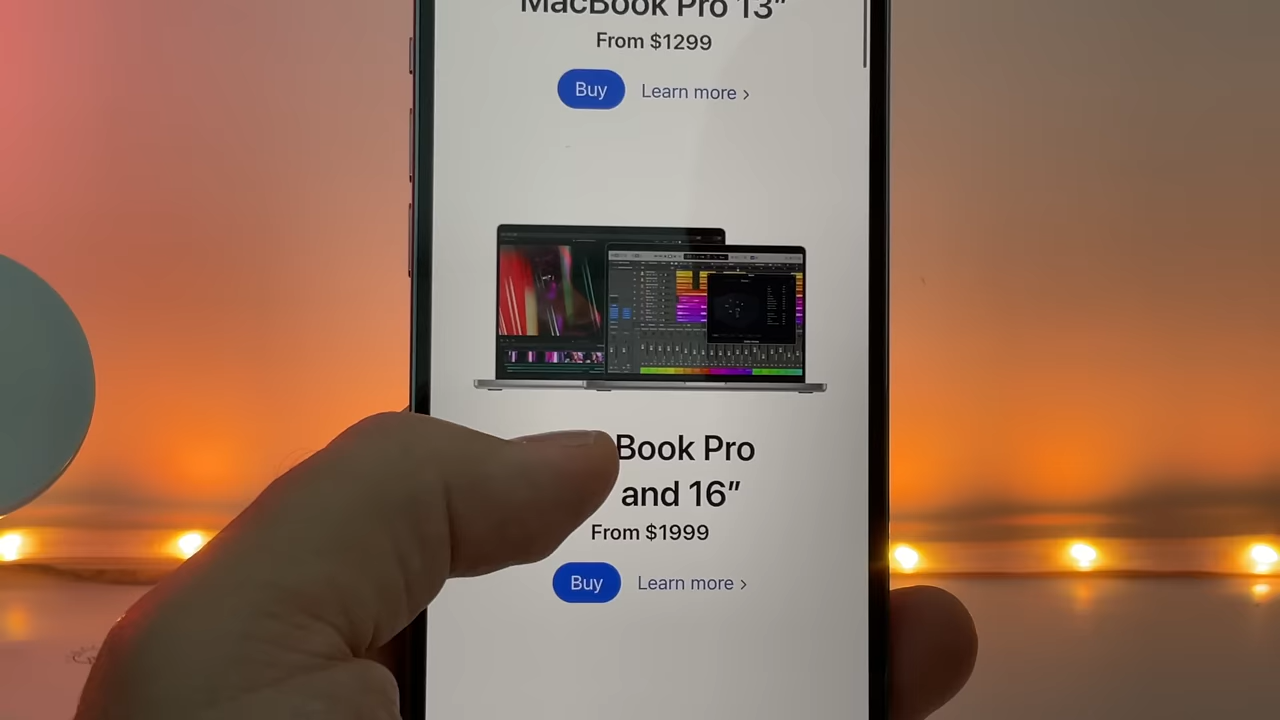 MacBook Pro 13”
From $1299
Buy
Learn more >
Book Pro
and 16”
From $1999
Buy
Learn more >